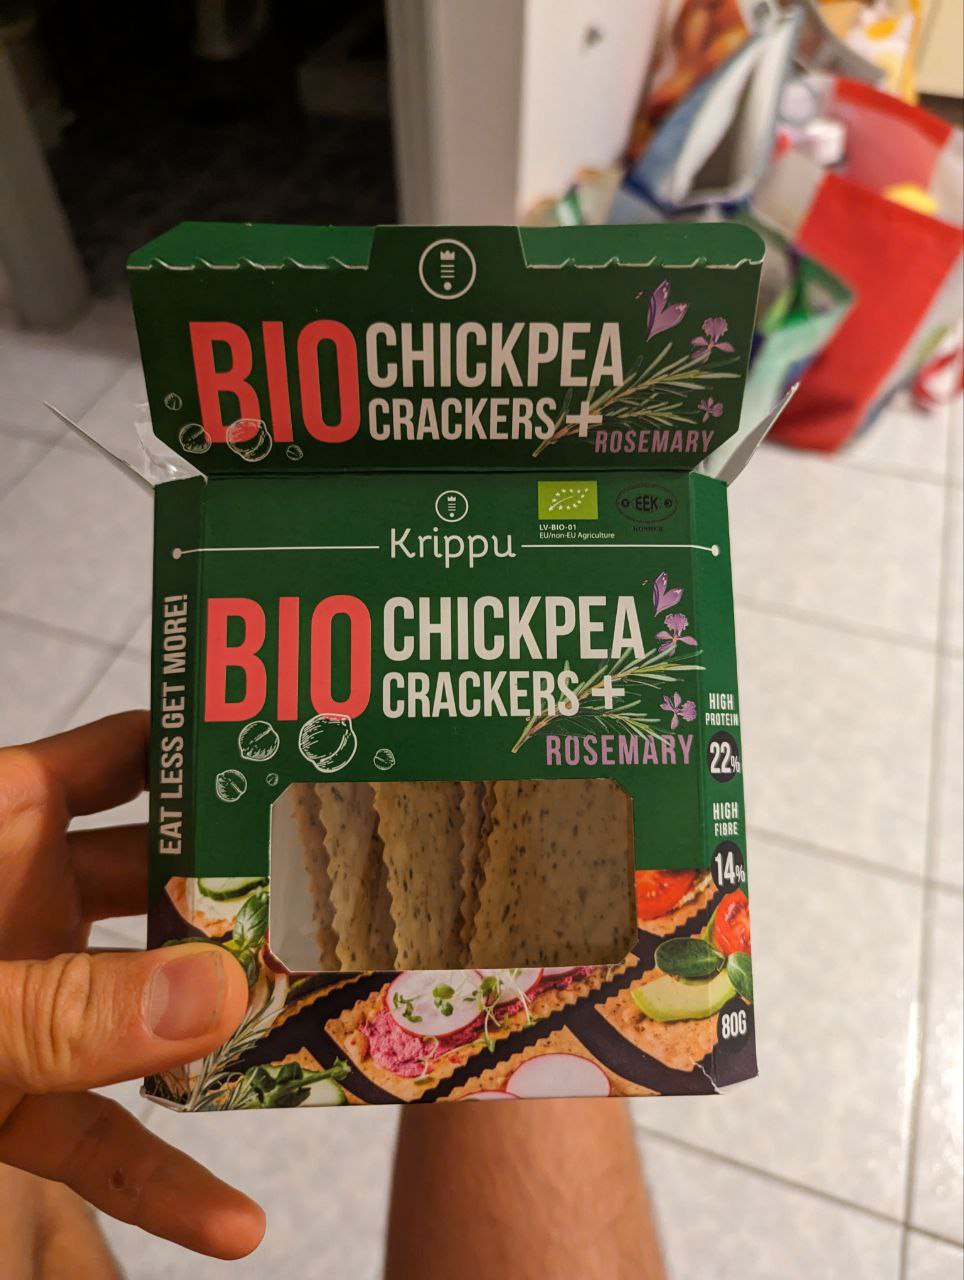 BIO CHICKPEA
CRACKERS +
ROSEMARY
Krippu
LV-BIO-01
EU/non-EU Agriculture
EEK
KOSHER
BIO CHICKPEA
CRACKERS +
ROSEMARY
EAT LESS GET MORE!
HIGH
PROTEIN
22%
HIGH
FIBRE
14%
80G